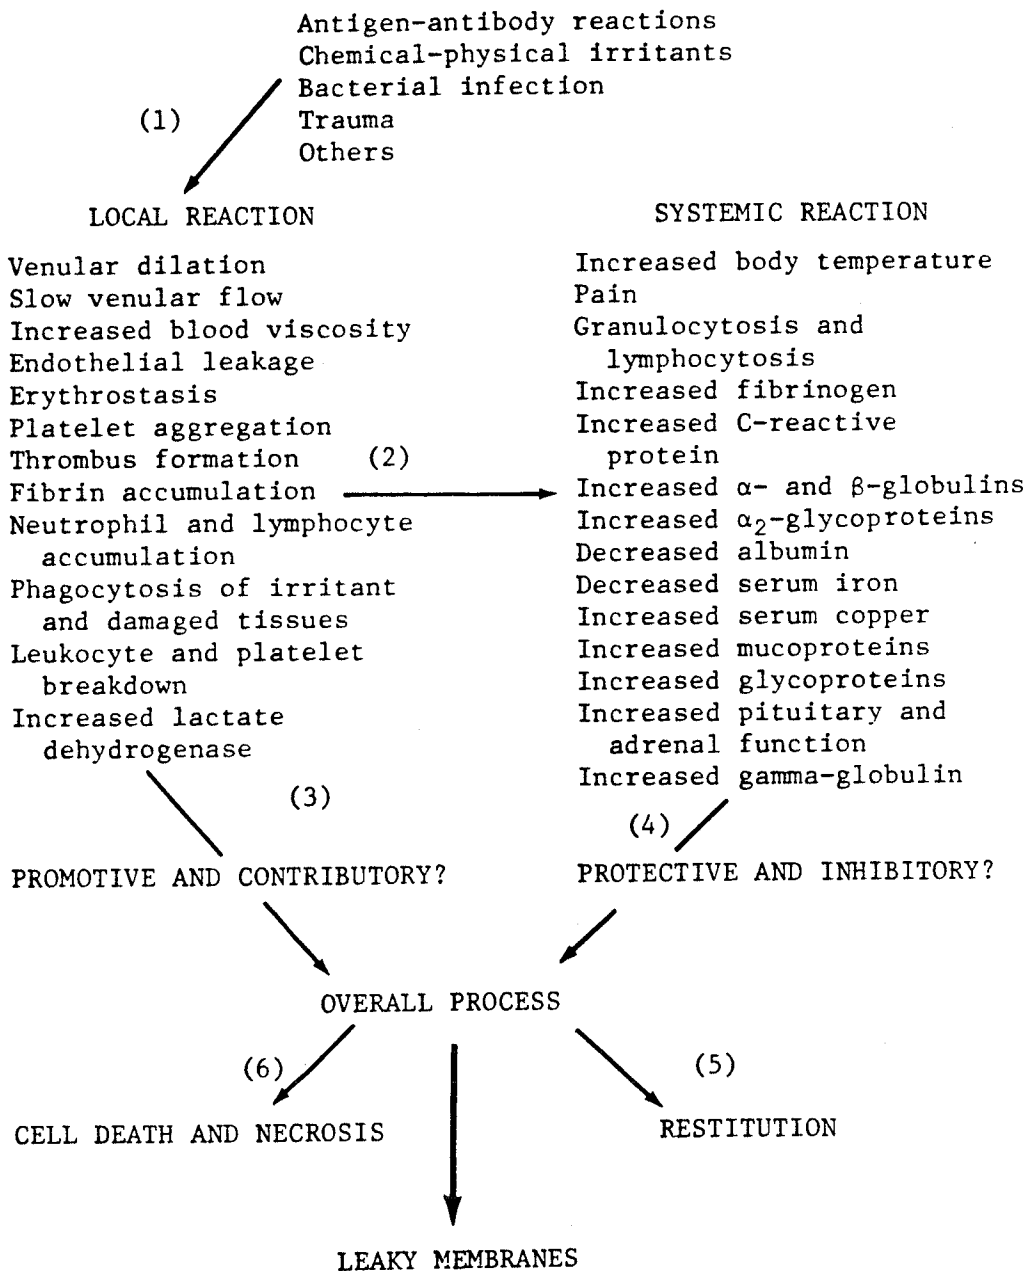 Antigen-antibody reactions
Chemical-physical irritants
Bacterial infection
(1)
Trauma
Others
LOCAL REACTION
Venular dilation
Slow venular flow
Increased blood viscosity
Endothelial leakage
Erythrostasis
Platelet aggregation
Thrombus formation
(2)
Fibrin accumulation
Neutrophil and lymphocyte
accumulation
Phagocytosis of irritant
and damaged tissues
Leukocyte and platelet
breakdown
Increased lactate
dehydrogenase
SYSTEMIC REACTION
Increased body temperature
Pain
Granulocytosis and
lymphocytosis
Increased fibrinogen
Increased C-reactive
protein
Increased α- and β-globulins
Increased α₂-glycoproteins
Decreased albumin
Decreased serum iron
Increased serum copper
Increased mucoproteins
Increased glycoproteins
Increased pituitary and
adrenal function
Increased gamma-globulin
(3)
(4)
PROMOTIVE AND CONTRIBUTORY?
PROTECTIVE AND INHIBITORY?
OVERALL PROCESS
(6)
(5)
CELL DEATH AND NECROSIS
RESTITUTION
LEAKY MEMBRANES